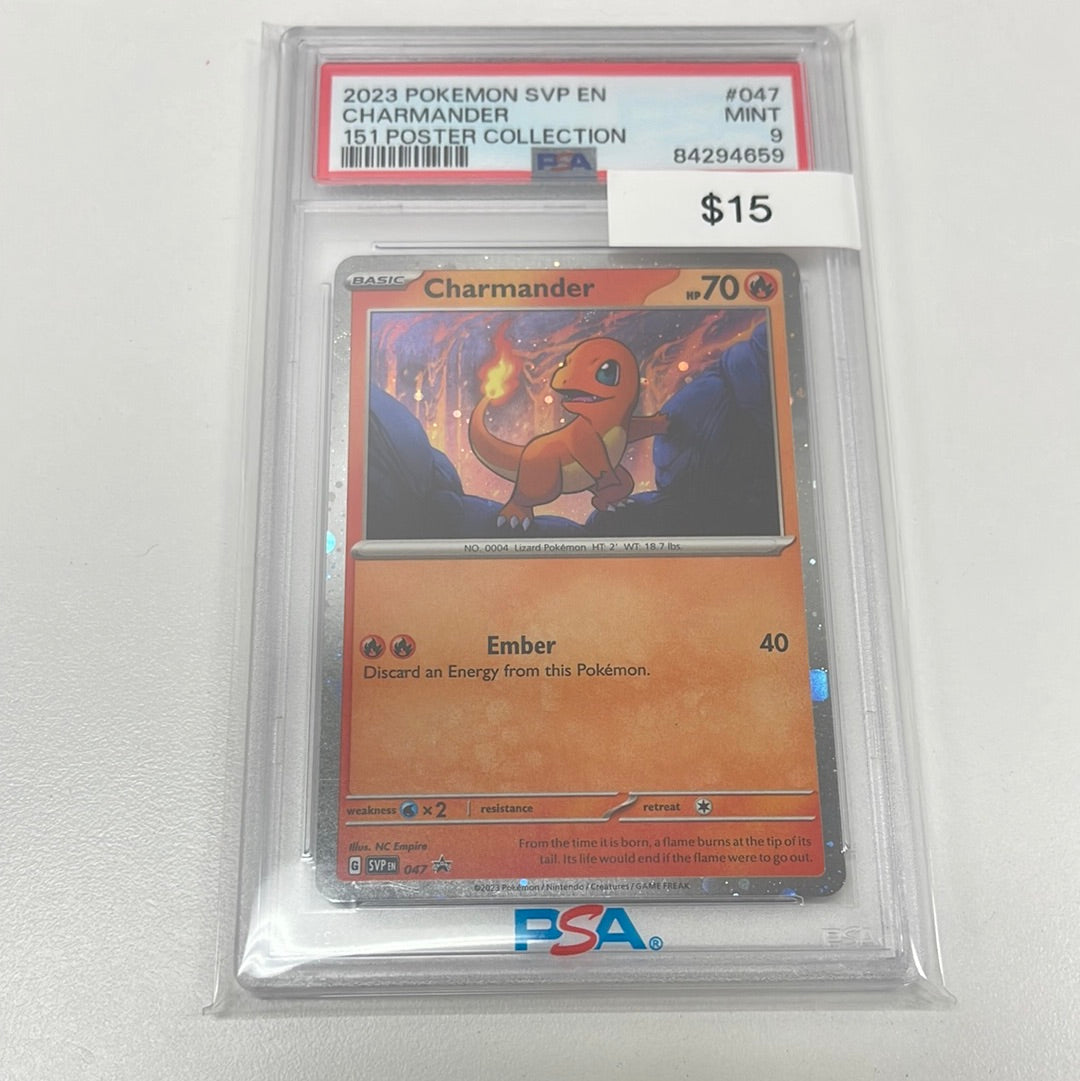 2023 POKEMON SVP EN #047
CHARMANDER MINT
151 POSTER COLLECTION 9
PSA 84294659
$15
BASIC Charmander HP 70
NO. 0004 Lizard Pokémon HT: 2' WT: 18.7 lbs.
Ember 40
Discard an Energy from this Pokémon.
weakness ×2 resistance retreat
Illus. NC Empire
From the time it is born, a flame burns at the tip of its
tail. Its life would end if the flame were to go out.
G SVP EN 047
©2023 Pokémon / Nintendo / Creatures / GAME FREAK
PSA®
PSA